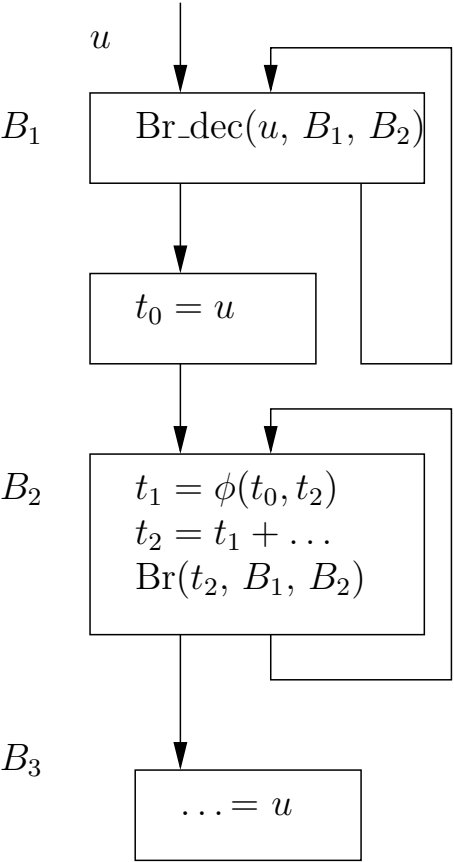 u
B₁
Br_dec(u, B₁, B₂)
t₀ = u
B₂
t₁ = ϕ(t₀, t₂)
t₂ = t₁ + …
Br(t₂, B₁, B₂)
B₃
… = u